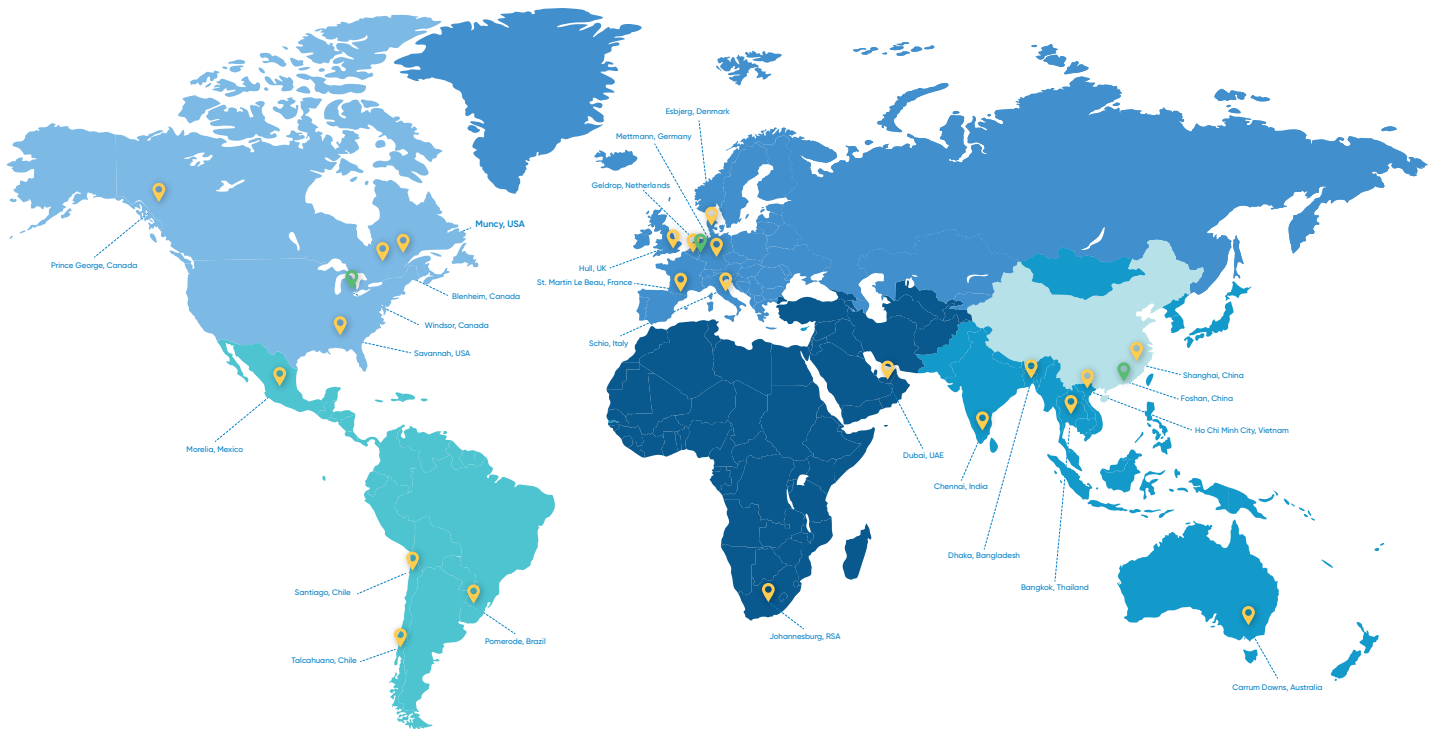 Esbjerg, Denmark
Mettmann, Germany
Geldrop, Netherlands
Muncy, USA
Prince George, Canada
Hull, UK
St. Martin Le Beau, France
Blenheim, Canada
Windsor, Canada
Schio, Italy
Savannah, USA
Shanghai, China
Foshan, China
Ho Chi Minh City, Vietnam
Morelia, Mexico
Dubai, UAE
Chennai, India
Dhaka, Bangladesh
Bangkok, Thailand
Santiago, Chile
Johannesburg, RSA
Pomerode, Brazil
Talcahuano, Chile
Carrum Downs, Australia